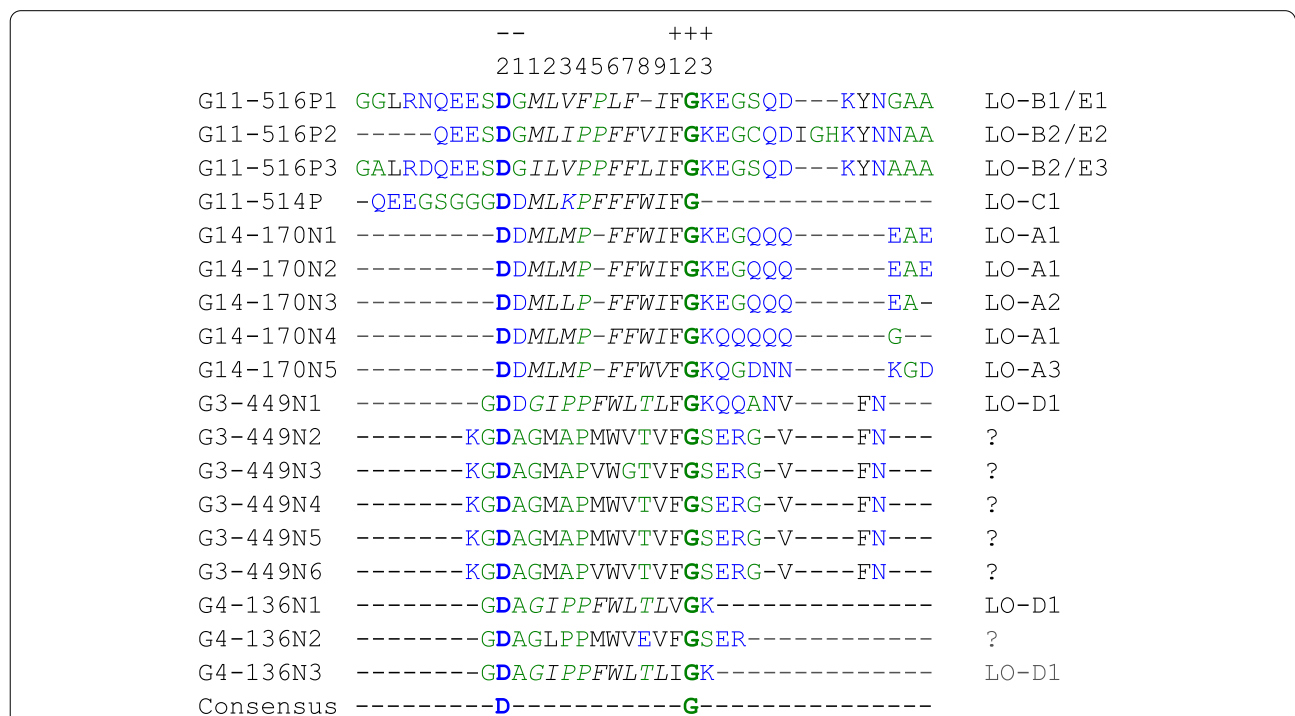 -- +++
21123456789123
G11-516P1 GGLRNQEESDGMLVFPLF-IFGKEGSQD---KYNGAA LO-B1/E1
G11-516P2 -----QEESDGMLIPPFFVIFGKEGCQDIGHKYNNAA LO-B2/E2
G11-516P3 GALRDQEESDGILVPPFFLIFGKEGSQD---KYNAAA LO-B2/E3
G11-514P -QEEGSGGGDDMLKPFFFWIFG--------------- LO-C1
G14-170N1 ---------DDMLMP-FFWIFGKEGQQQ------EAE LO-A1
G14-170N2 ---------DDMLMP-FFWIFGKEGQQQ------EAE LO-A1
G14-170N3 ---------DDMLLP-FFWIFGKEGQQQ------EA- LO-A2
G14-170N4 ---------DDMLMP-FFWIFGKQQQQQ------G-- LO-A1
G14-170N5 ---------DDMLMP-FFWVFGKQGDNN------KGD LO-A3
G3-449N1 --------GDDGIPPFWLTLFGKQQANV----FN--- LO-D1
G3-449N2 -------KGDAGMAPMWVTVFGSERG-V----FN--- ?
G3-449N3 -------KGDAGMAPVWGTVFGSERG-V----FN--- ?
G3-449N4 -------KGDAGMAPMWVTVFGSERG-V----FN--- ?
G3-449N5 -------KGDAGMAPMWVTVFGSERG-V----FN--- ?
G3-449N6 -------KGDAGMAPVWVTVFGSERG-V----FN--- ?
G4-136N1 --------GDAGIPPFWLTLVGK-------------- LO-D1
G4-136N2 --------GDAGLPPMWVEVFGSER------------ ?
G4-136N3 --------GDAGIPPFWLTLIGK-------------- LO-D1
Consensus ---------D-----------G---------------